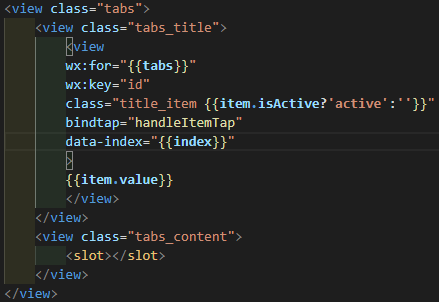 <view class="tabs">
<view class="tabs_title">
<view
wx:for="{{tabs}}"
wx:key="id"
class="title_item {{item.isActive?'active':''}}"
bindtap="handleItemTap"
data-index="{{index}}"
>
{{item.value}}
</view>
</view>
<view class="tabs_content">
<slot></slot>
</view>
</view>